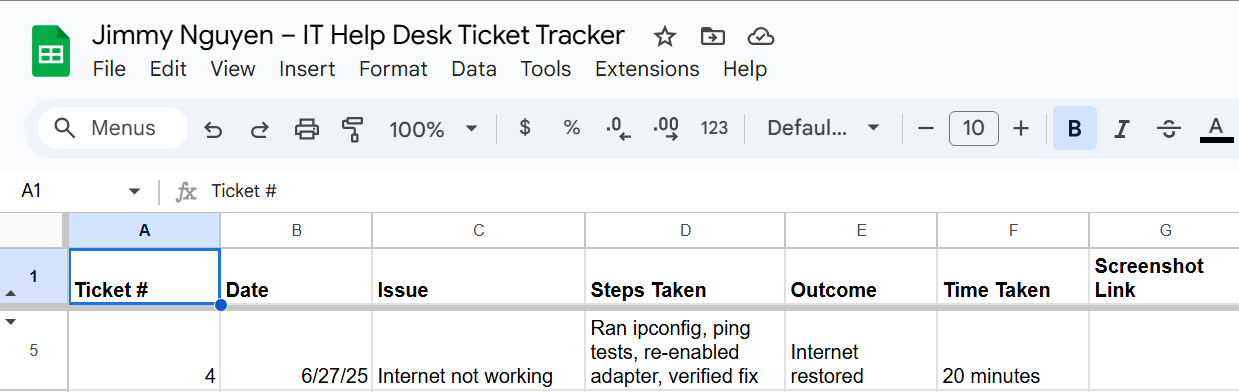 Jimmy Nguyen – IT Help Desk Ticket Tracker
File Edit View Insert Format Data Tools Extensions Help
Menus 100% $ % .0 .00 123 Defaul... − 10 + B I S A
A1 fx Ticket #
A B C D E F G
1 Ticket # Date Issue Steps Taken Outcome Time Taken Screenshot
Link
5 4 6/27/25 Internet not working Ran ipconfig, ping
tests, re-enabled
adapter, verified fix Internet
restored 20 minutes